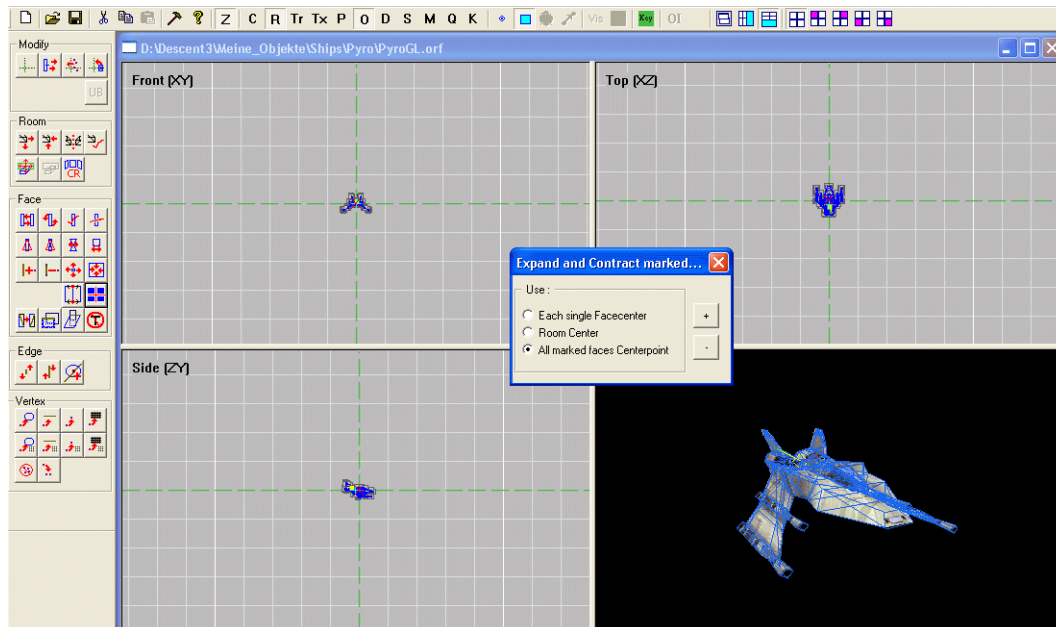 Z C R Tr Tx P O D S M Q K Vis Key OI
Modify
D:\Descent3\Meine_Objekte\Ships\Pyro\PyroGL.orf
Front (XY)
Top (XZ)
UB
Room
CR
Face
Expand and Contract marked...
Use :
Each single Facecenter
+
Room Center
All marked faces Centerpoint
-
T
Edge
Side (ZY)
Vertex